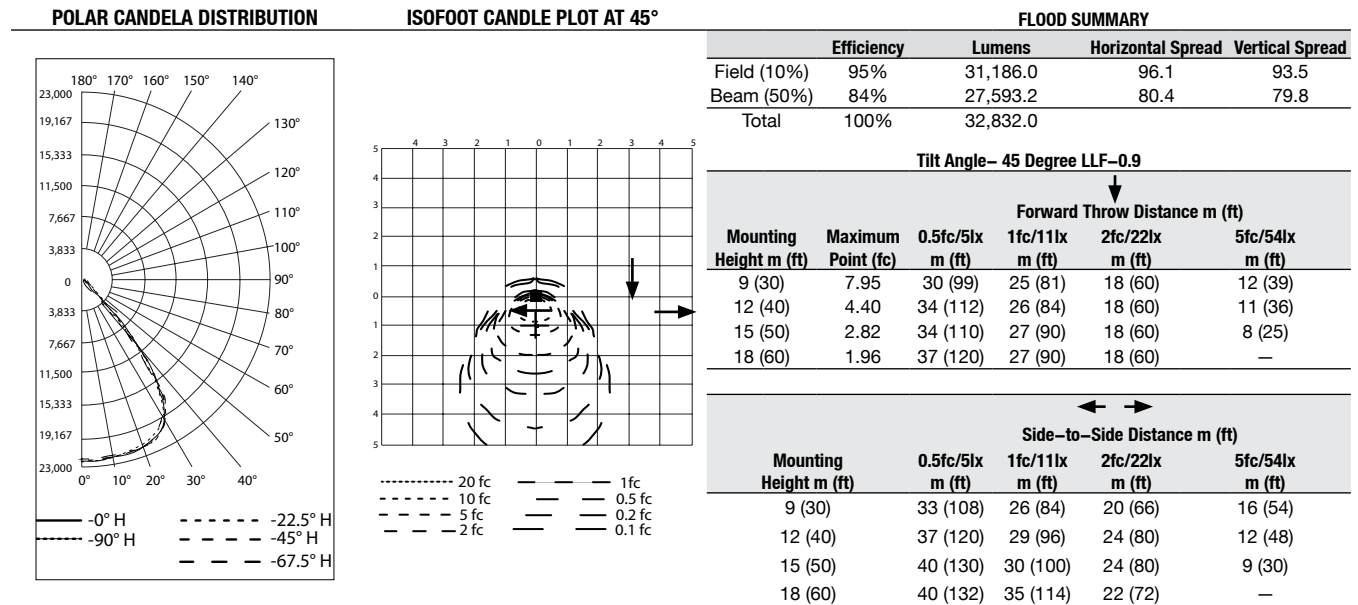 POLAR CANDELA DISTRIBUTION
180° 170° 160° 150° 140°
23,000
19,167
15,333
11,500
7,667
3,833
0
3,833
7,667
11,500
15,333
19,167
23,000
130°
120°
110°
100°
90°
80°
70°
60°
50°
0° 10° 20° 30° 40°
-0° H
-90° H
-22.5° H
-45° H
-67.5° H
ISOFOOT CANDLE PLOT AT 45°
4 3 2 1 0 1 2 3 4 5
5
4
3
2
1
0
1
2
3
4
5
20 fc
10 fc
5 fc
2 fc
1fc
0.5 fc
0.2 fc
0.1 fc
FLOOD SUMMARY
Efficiency Lumens Horizontal Spread Vertical Spread
Field (10%) 95% 31,186.0 96.1 93.5
Beam (50%) 84% 27,593.2 80.4 79.8
Total 100% 32,832.0
Tilt Angle– 45 Degree LLF–0.9
Forward Throw Distance m (ft)
Mounting Maximum 0.5fc/5lx 1fc/11lx 2fc/22lx 5fc/54lx
Height m (ft) Point (fc) m (ft) m (ft) m (ft) m (ft)
9 (30) 7.95 30 (99) 25 (81) 18 (60) 12 (39)
12 (40) 4.40 34 (112) 26 (84) 18 (60) 11 (36)
15 (50) 2.82 34 (110) 27 (90) 18 (60) 8 (25)
18 (60) 1.96 37 (120) 27 (90) 18 (60) —
Side–to–Side Distance m (ft)
Mounting 0.5fc/5lx 1fc/11lx 2fc/22lx 5fc/54lx
Height m (ft) m (ft) m (ft) m (ft) m (ft)
9 (30) 33 (108) 26 (84) 20 (66) 16 (54)
12 (40) 37 (120) 29 (96) 24 (80) 12 (48)
15 (50) 40 (130) 30 (100) 24 (80) 9 (30)
18 (60) 40 (132) 35 (114) 22 (72) —